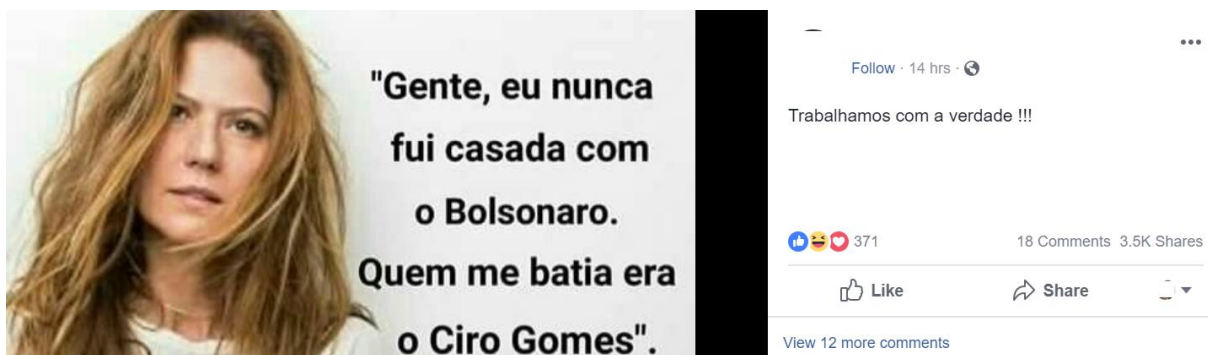 "Gente, eu nunca
fui casada com
o Bolsonaro.
Quem me batia era
o Ciro Gomes".
Follow · 14 hrs ·
Trabalhamos com a verdade !!!
371
18 Comments 3.5K Shares
Like
Share
View 12 more comments